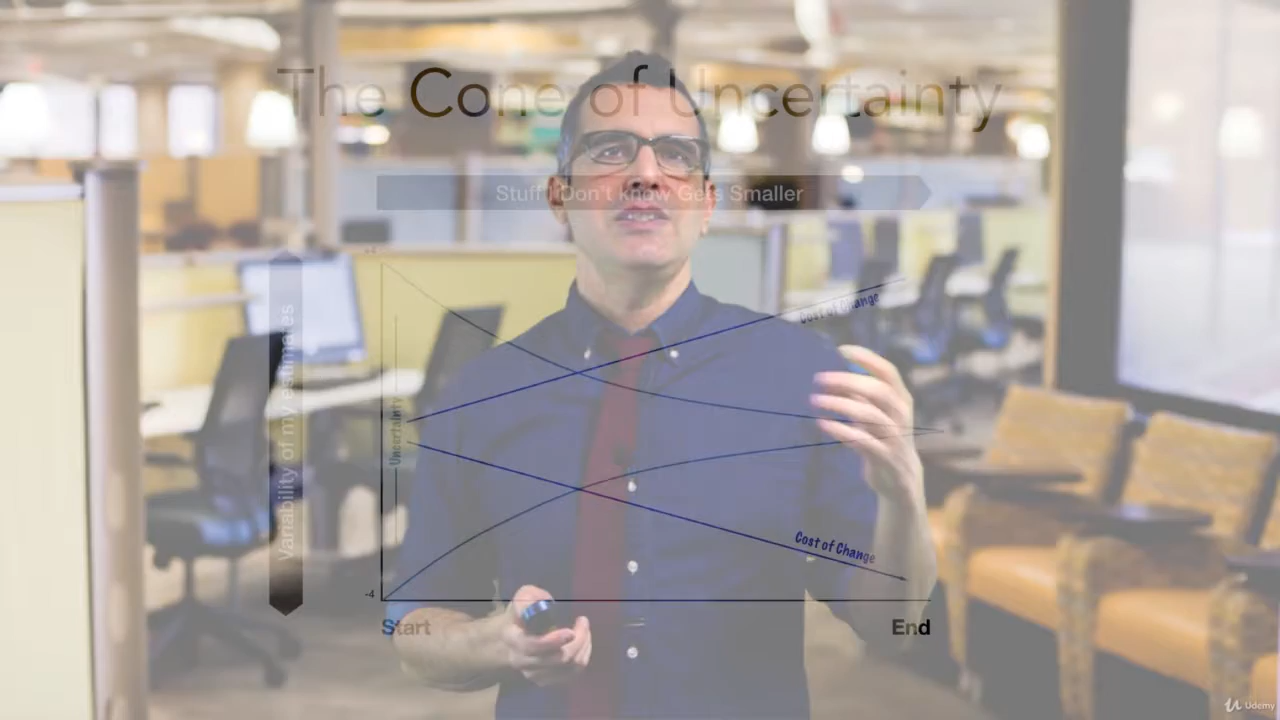 The Cone of Uncertainty
Stuff I Don't know Gets Smaller
Variability of my estimates
Uncertainty
Cost of Change
Cost of Change
-4
Start
End
Udemy